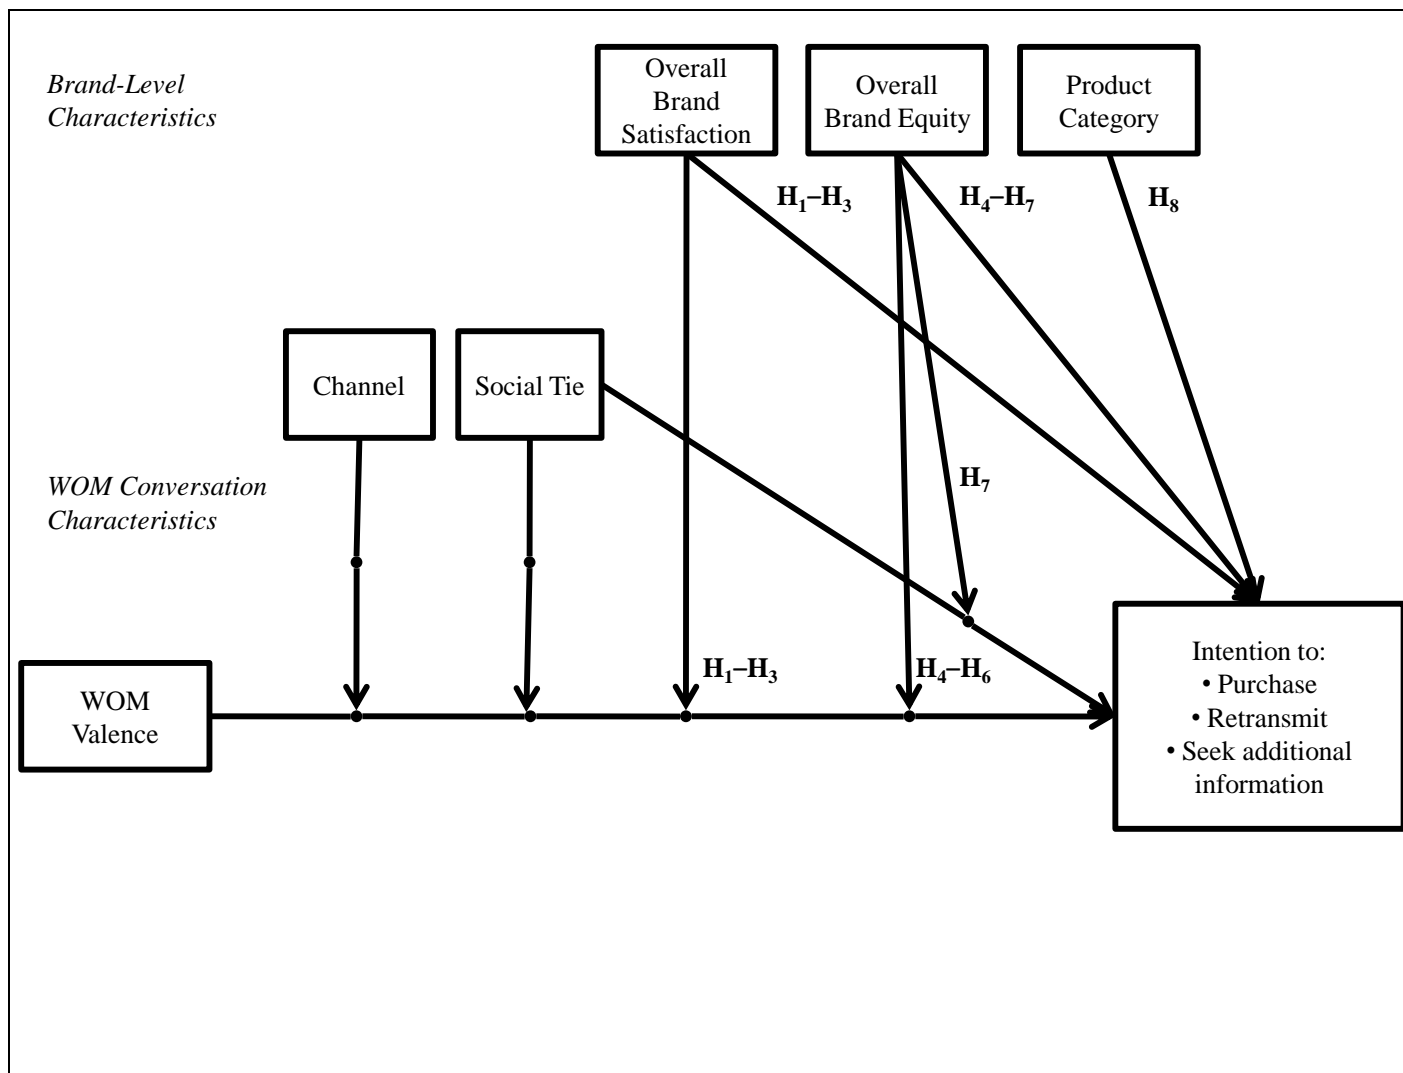 Brand-Level
Characteristics
Overall
Brand
Satisfaction
Overall
Brand Equity
Product
Category
H₁–H₃
H₄–H₇
H₈
Channel
Social Tie
WOM Conversation
Characteristics
H₇
WOM
Valence
H₁–H₃
H₄–H₆
Intention to:
• Purchase
• Retransmit
• Seek additional
information